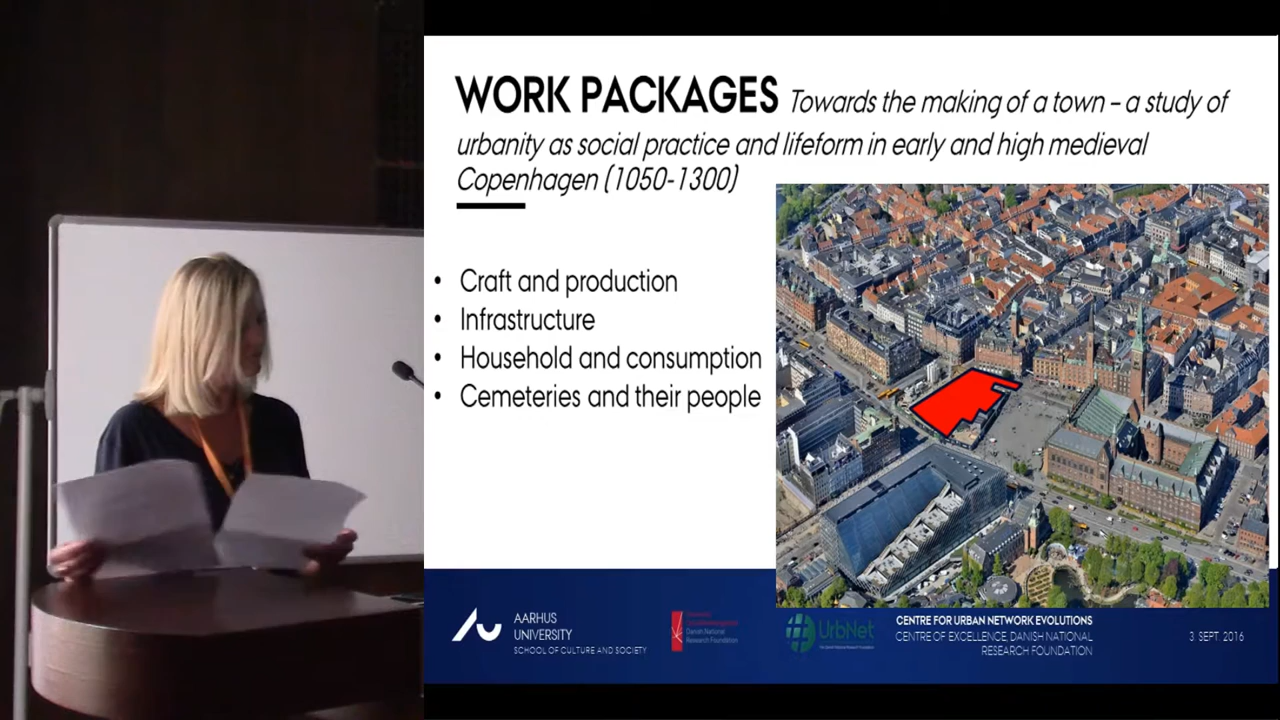 WORK PACKAGES Towards the making of a town – a study of
urbanity as social practice and lifeform in early and high medieval
Copenhagen (1050-1300)
• Craft and production
• Infrastructure
• Household and consumption
• Cemeteries and their people
AARHUS
UNIVERSITY
SCHOOL OF CULTURE AND SOCIETY
Danish National
Research Foundation
UrbNet
CENTRE FOR URBAN NETWORK EVOLUTIONS
CENTRE OF EXCELLENCE, DANISH NATIONAL
RESEARCH FOUNDATION
3. SEPT. 2016